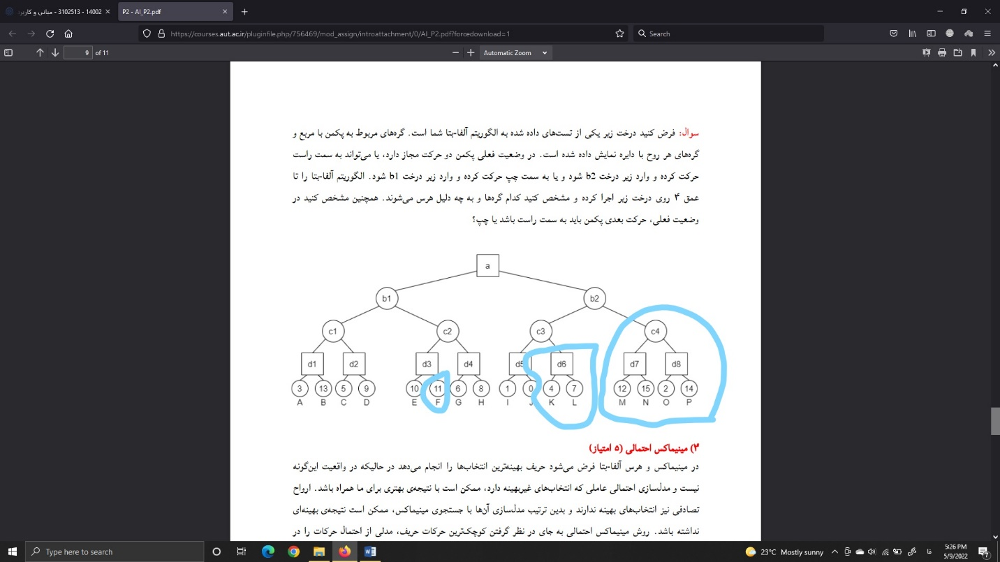 مبانی و کاربر - 3102513 - 14002
P2 - AI_P2.pdf
https://courses.aut.ac.ir/pluginfile.php/756469/mod_assign/introattachment/0/AI_P2.pdf?forcedownload=1
Search
9 of 11
Automatic Zoom
سوال: فرض کنید درخت زیر یکی از تست‌های داده شده به الگوریتم آلفا-بتا شما است. گره‌های مربوط به پکمن با مربع و
گره‌های هر روح با دایره نمایش داده شده است. در وضعیت فعلی پکمن دو حرکت مجاز دارد، یا می‌تواند به سمت راست
حرکت کرده و وارد زیر درخت b2 شود و یا به سمت چپ حرکت کرده و وارد زیر درخت b1 شود. الگوریتم آلفا-بتا را تا
عمق ۴ روی درخت زیر اجرا کرده و مشخص کنید کدام گره‌ها و به چه دلیل هرس می‌شوند. همچنین مشخص کنید در
وضعیت فعلی، حرکت بعدی پکمن باید به سمت راست باشد یا چپ؟
a
b1 b2
c1 c2 c3 c4
d1 d2 d3 d4 d5 d6 d7 d8
3 13 5 9 10 11 6 8 1 0 4 7 12 15 2 14
A B C D E F G H I J K L M N O P
۴) مینیماکس احتمالی (۵ امتیاز)
در مینیماکس و هرس آلفا-بتا فرض می‌شود حریف بهینه‌ترین انتخاب‌ها را انجام می‌دهد در حالیکه در واقعیت این‌گونه
نیست و مدل‌سازی احتمالی عاملی که انتخاب‌های غیربهینه دارد، ممکن است با نتیجه‌ی بهتری برای ما همراه باشد. ارواح
تصادفی نیز انتخاب‌های بهینه ندارند و بدین ترتیب مدل‌سازی آن‌ها با جستجوی مینیماکس، ممکن است نتیجه‌ی بهینه‌ای
نداشته باشد. روش مینیماکس احتمالی به جای در نظر گرفتن کوچک‌ترین حرکات حریف، مدلی از احتمال حرکات را در
Type here to search
23°C Mostly sunny
فا
5:26 PM
5/9/2022
7